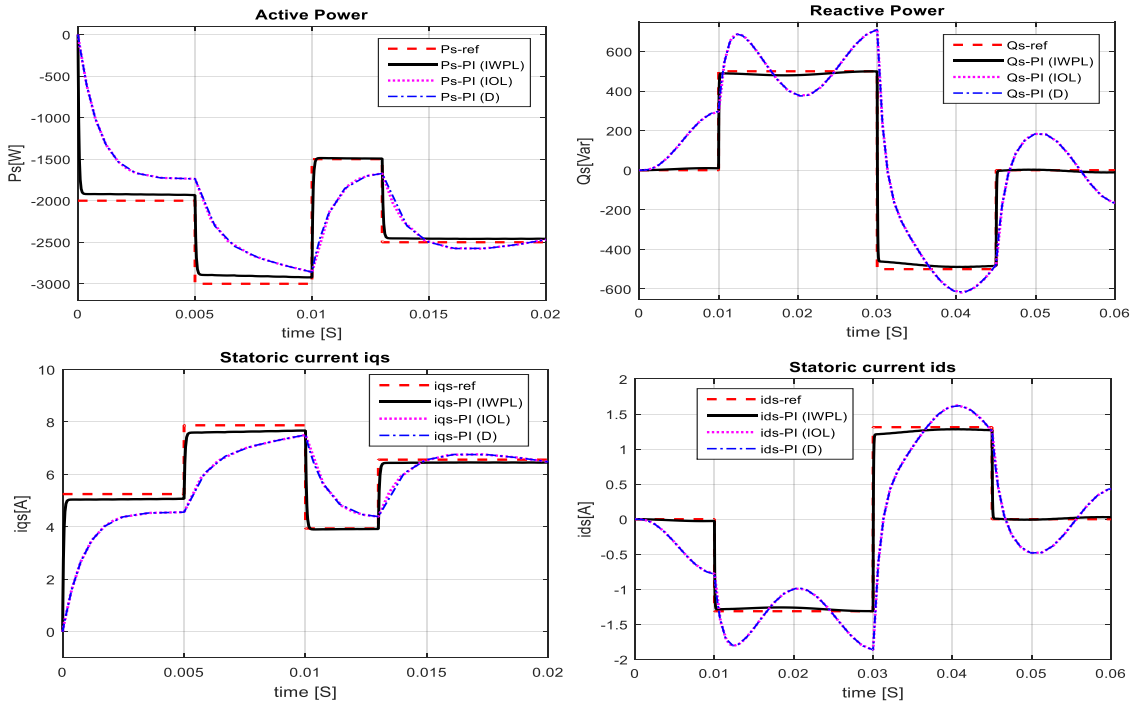 Active Power
Ps[W]
0
-500
-1000
-1500
-2000
-2500
-3000
Ps-ref
Ps-PI (IWPL)
Ps-PI (IOL)
Ps-PI (D)
0 0.005 0.01 0.015 0.02
time [S]
Reactive Power
Qs[Var]
600
400
200
0
-200
-400
-600
Qs-ref
Qs-PI (IWPL)
Qs-PI (IOL)
Qs-PI (D)
0 0.01 0.02 0.03 0.04 0.05 0.06
time [S]
Statoric current iqs
iqs[A]
10
8
6
4
2
0
iqs-ref
iqs-PI (IWPL)
iqs-PI (IOL)
iqs-PI (D)
0 0.005 0.01 0.015 0.02
time [S]
Statoric current ids
ids[A]
2
1.5
1
0.5
0
-0.5
-1
-1.5
-2
ids-ref
ids-PI (IWPL)
ids-PI (IOL)
ids-PI (D)
0 0.01 0.02 0.03 0.04 0.05 0.06
time [S]